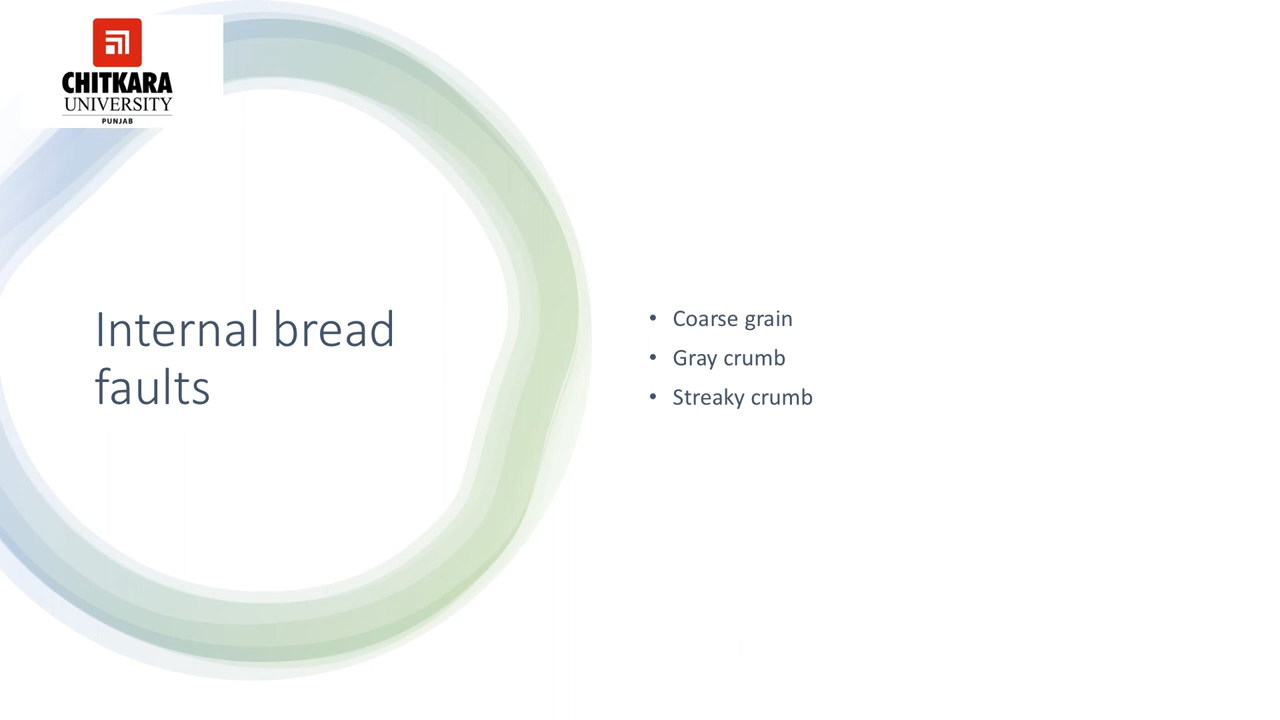 CHITKARA
UNIVERSITY
PUNJAB
Internal bread
faults
• Coarse grain
• Gray crumb
• Streaky crumb